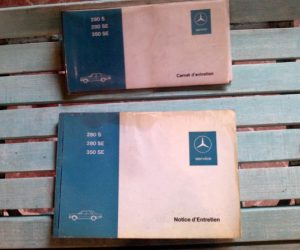 280 S
280 SE
350 SE
service
Carnet d'entretien
280 S
280 SE
350 SE
service
Notice d'Entretien